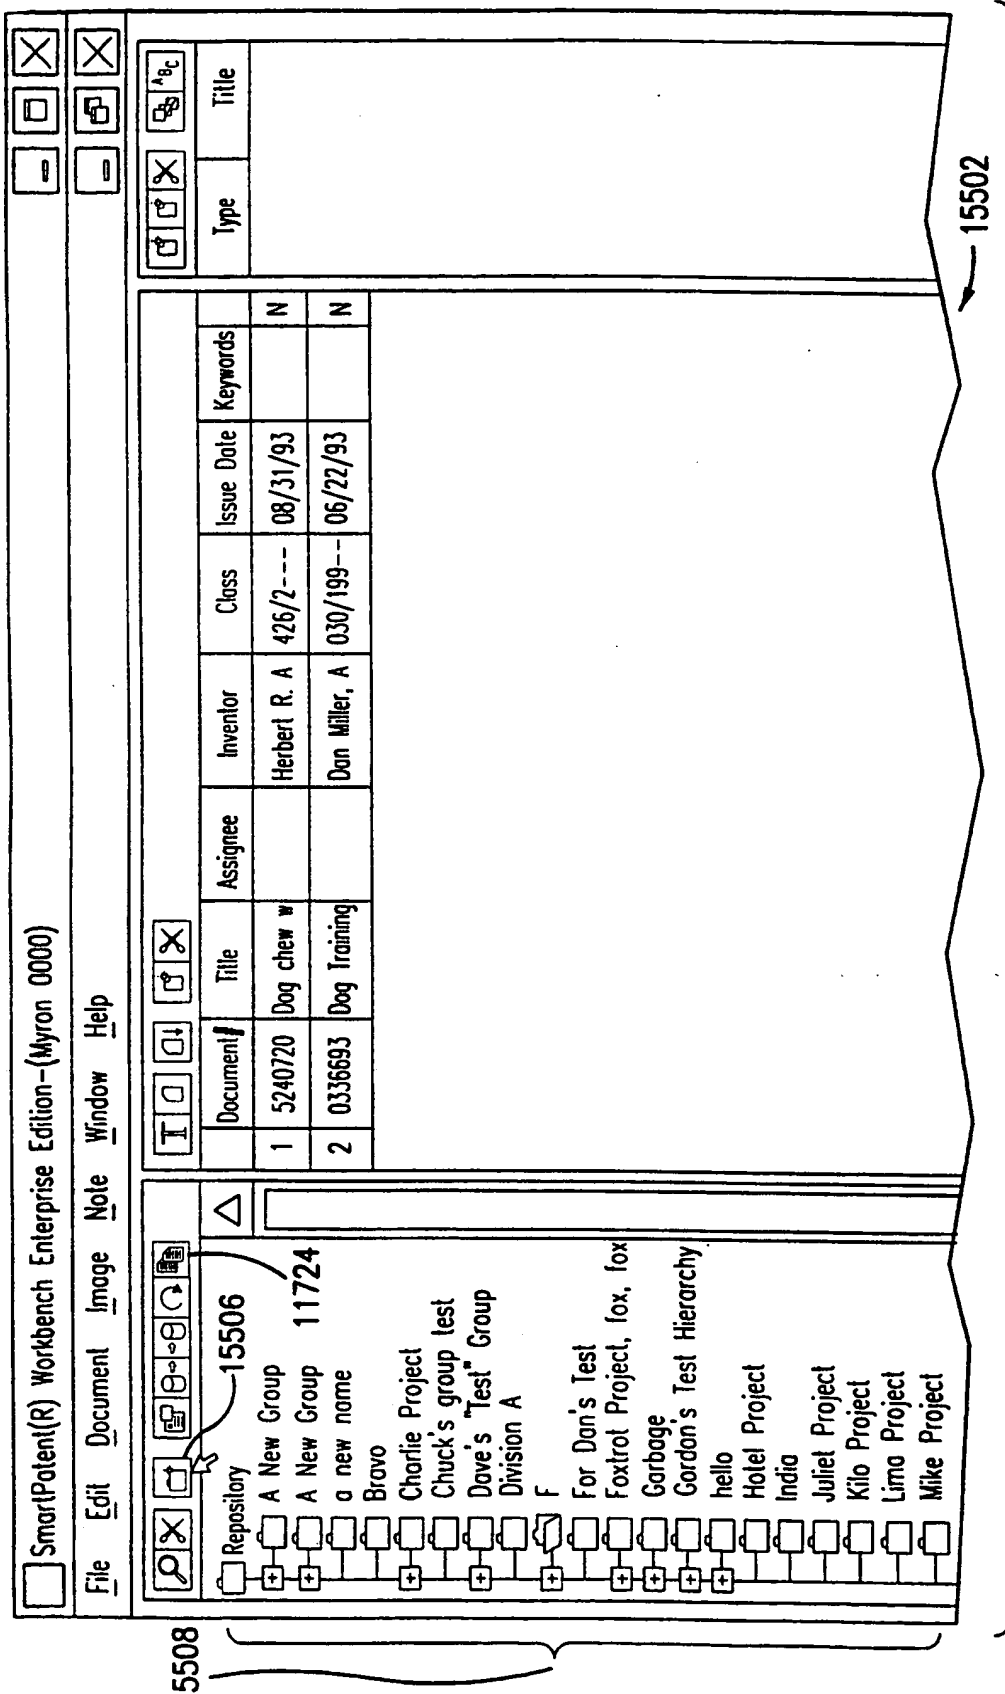 SmartPatent(R) Workbench Enterprise Edition-(Myron 0000)
File Edit Document Image Note Window Help
15506
11724
5508
Repository
A New Group
A New Group
a new name
Bravo
Charlie Project
Chuck's group test
Dave's "Test" Group
Division A
F
For Dan's Test
Foxtrot Project, fox, fox
Garbage
Gordon's Test Hierarchy
hello
Hotel Project
India
Juliet Project
Kilo Project
Lima Project
Mike Project
Document Title Assignee Inventor Class Issue Date Keywords
1 5240720 Dog chew w Herbert R. A 426/2--- 08/31/93 N
2 0336693 Dog Training Dan Miller, A 030/199-- 06/22/93 N
ABC
Type Title
15502